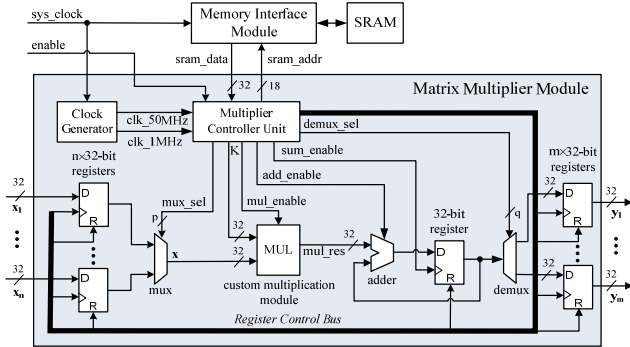 sys_clock
Memory Interface
Module
SRAM
enable
sram_data
sram_addr
32
18
Matrix Multiplier Module
Clock
Generator
clk_50MHz
clk_1MHz
Multiplier
Controller Unit
demux_sel
sum_enable
K
add_enable
mul_enable
mux_sel
n×32-bit
registers
m×32-bit
registers
32
x1
D
R
p
x
mux
32
32
MUL
mul_res
32
custom multiplication
module
adder
32-bit
register
D
R
q
demux
32
32
D
R
32
y1
32
xn
D
R
D
R
32
ym
Register Control Bus